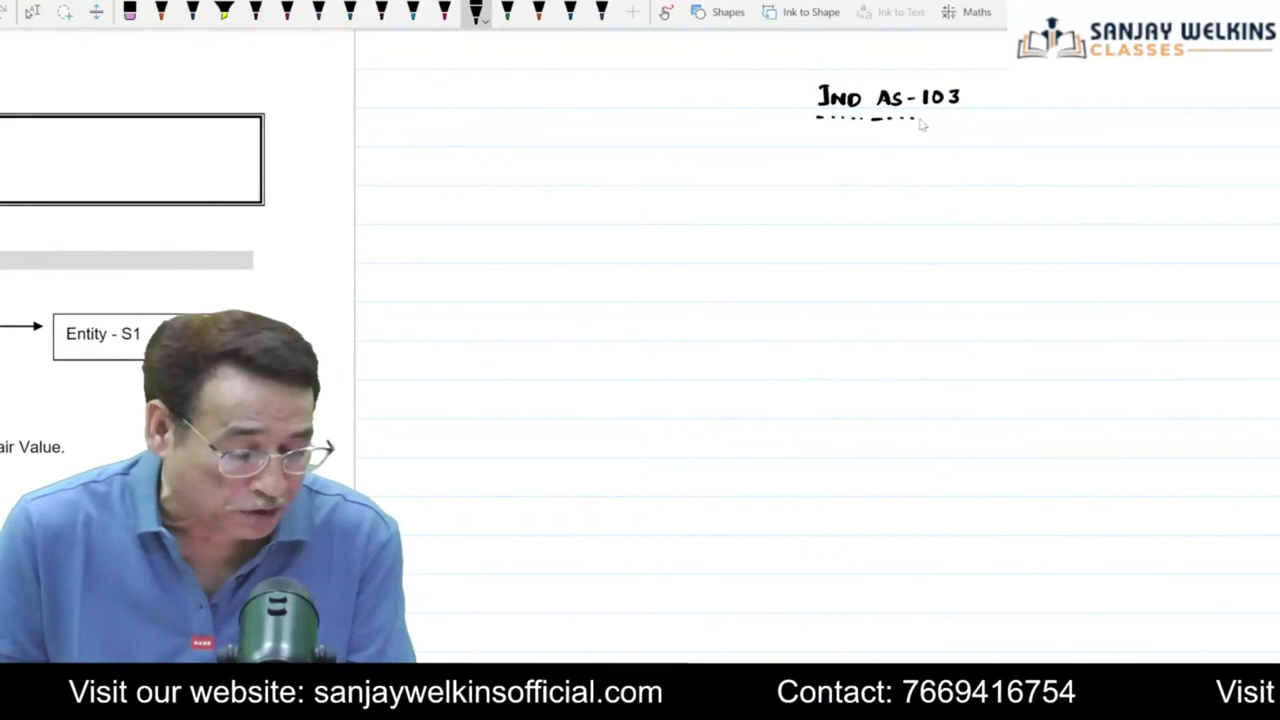 Shapes
Ink to Shape
Ink to Text
Maths
SANJAY WELKINS
CLASSES
IND AS-103
Entity - S1
air Value.
Visit our website: sanjaywelkinsofficial.com
Contact: 7669416754
Visit